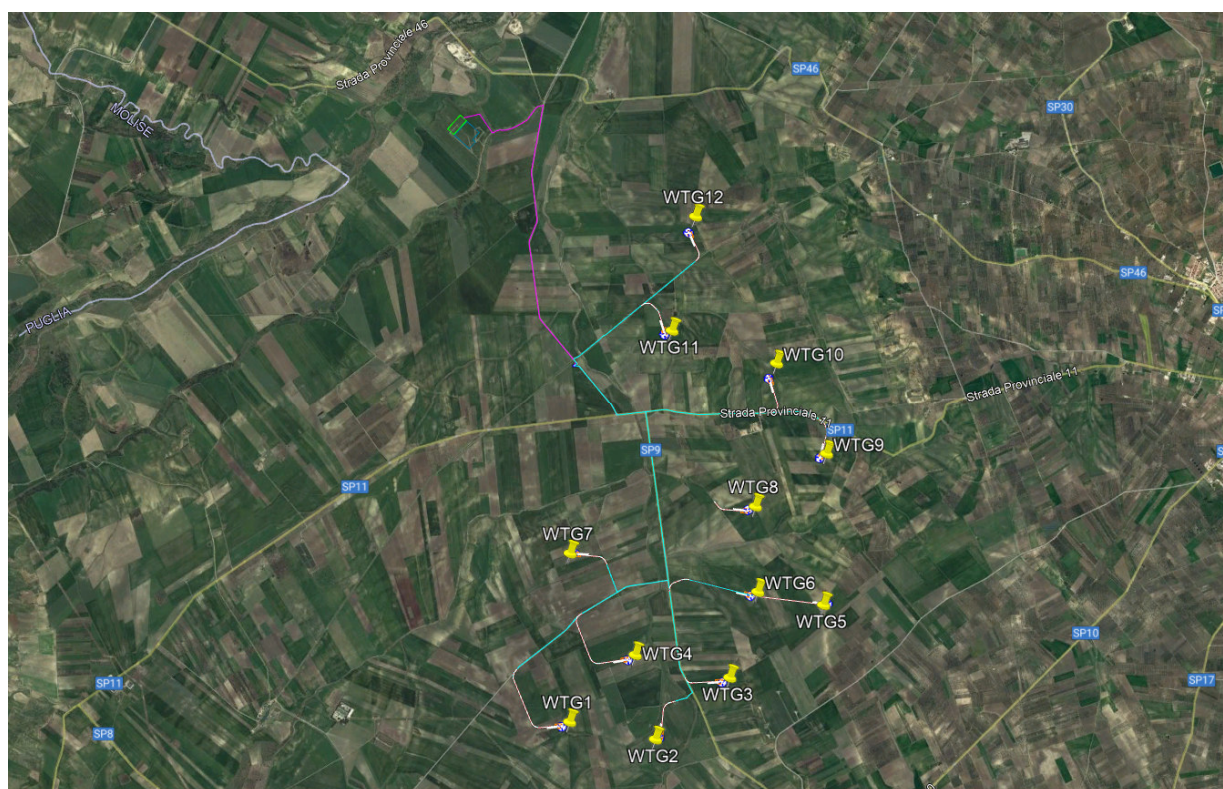 Strada Provinciale 46
SP46
SP30
MOLISE
WTG12
SP46
PUGLIA
WTG11
WTG10
Strada Provinciale 11
Strada Provinciale 11
SP11
SP9
WTG9
SP11
WTG8
WTG7
WTG6
WTG5
SP10
WTG4
SP11
WTG3
SP17
WTG1
SP8
WTG2